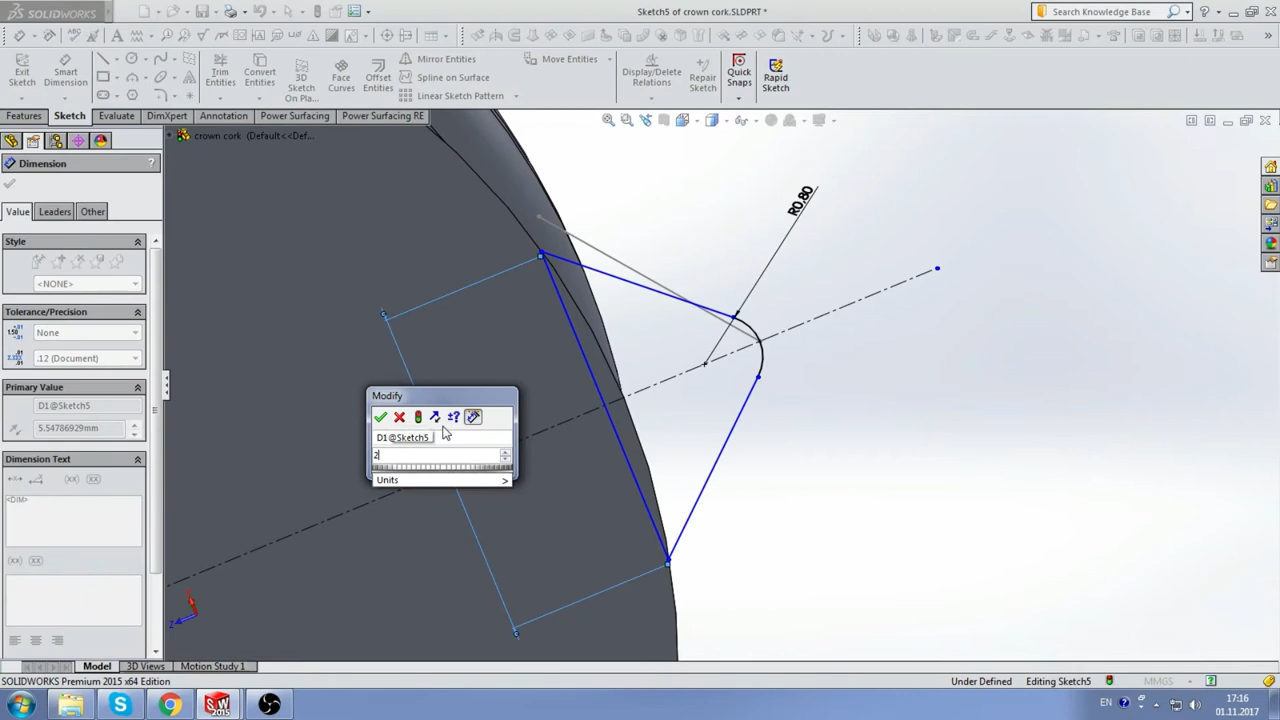 SOLIDWORKS
Sketch5 of crown cork.SLDPRT *
Search Knowledge Base
Exit Sketch
Smart Dimension
Trim Entities
Convert Entities
3D Sketch On Pla...
Face Curves
Offset Entities
Mirror Entities
Spline on Surface
Linear Sketch Pattern
Move Entities
Display/Delete Relations
Repair Sketch
Quick Snaps
Rapid Sketch
Features
Sketch
Evaluate
DimXpert
Annotation
Power Surfacing
Power Surfacing RE
crown cork (Default<<Def...
Dimension
?
Value
Leaders
Other
Style
<NONE>
Tolerance/Precision
None
.12 (Document)
Primary Value
D1@Sketch5
5.54786929mm
Dimension Text
<DIM>
R0.80
Modify
D1@Sketch5
2
Units >
Z
Model
3D Views
Motion Study 1
SOLIDWORKS Premium 2015 x64 Edition
Under Defined
Editing Sketch5
MMGS
EN
17:16
01.11.2017